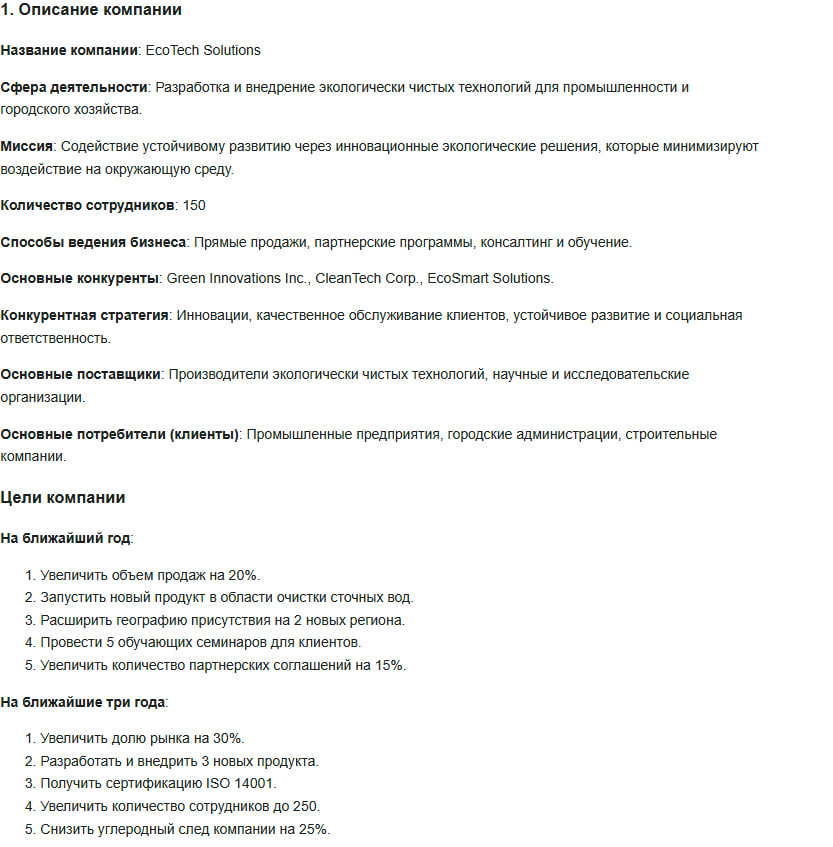 1. Описание компании
Название компании: EcoTech Solutions
Сфера деятельности: Разработка и внедрение экологически чистых технологий для промышленности и
городского хозяйства.
Миссия: Содействие устойчивому развитию через инновационные экологические решения, которые минимизируют
воздействие на окружающую среду.
Количество сотрудников: 150
Способы ведения бизнеса: Прямые продажи, партнерские программы, консалтинг и обучение.
Основные конкуренты: Green Innovations Inc., CleanTech Corp., EcoSmart Solutions.
Конкурентная стратегия: Инновации, качественное обслуживание клиентов, устойчивое развитие и социальная
ответственность.
Основные поставщики: Производители экологически чистых технологий, научные и исследовательские
организации.
Основные потребители (клиенты): Промышленные предприятия, городские администрации, строительные
компании.
Цели компании
На ближайший год:
1. Увеличить объем продаж на 20%.
2. Запустить новый продукт в области очистки сточных вод.
3. Расширить географию присутствия на 2 новых региона.
4. Провести 5 обучающих семинаров для клиентов.
5. Увеличить количество партнерских соглашений на 15%.
На ближайшие три года:
1. Увеличить долю рынка на 30%.
2. Разработать и внедрить 3 новых продукта.
3. Получить сертификацию ISO 14001.
4. Увеличить количество сотрудников до 250.
5. Снизить углеродный след компании на 25%.